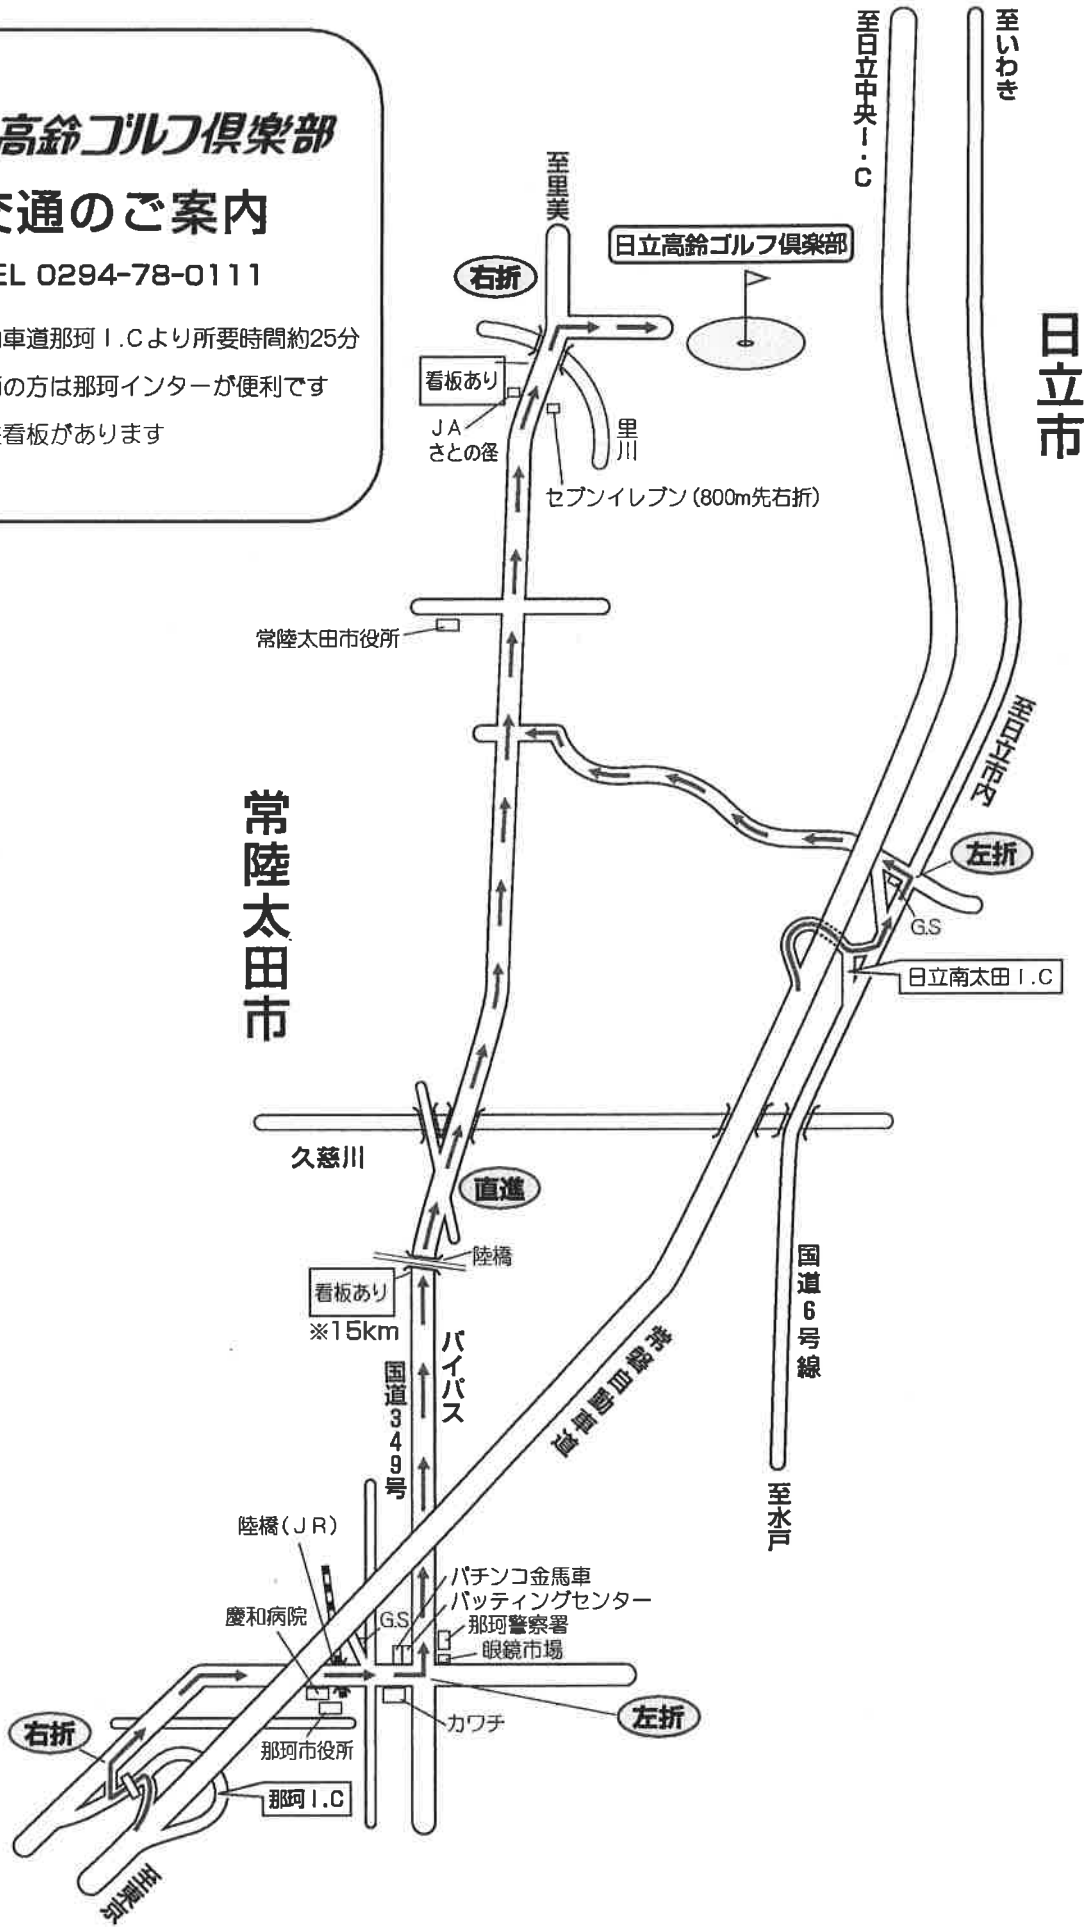 高鈴ゴルフ倶楽部
交通のご案内
EL 0294-78-0111
車道那珂I.Cより所要時間約25分
の方は那珂インターが便利です
看板があります
至日立中央I・C
至いわき
至里美
日立高鈴ゴルフ倶楽部
右折
日立市
看板あり
JA
さとの径
里川
セブンイレブン(800m先右折)
常陸太田市役所
至日立市内
常陸太田市
左折
G.S
日立南太田I.C
久慈川
直進
陸橋
看板あり
※15km
バイパス
国道349号
国道6号線
常磐自動車道
至水戸
陸橋(JR)
パチンコ金馬車
バッティングセンター
慶和病院
G.S
那珂警察署
眼鏡市場
カワチ
左折
右折
那珂市役所
那珂I.C
至東京